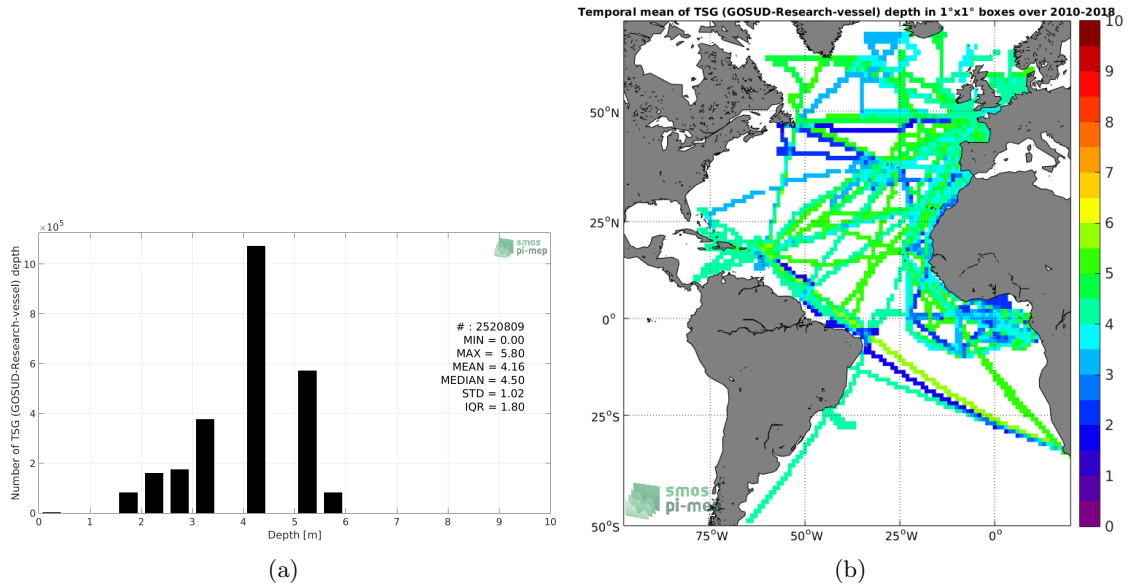 ×10⁵
10
8
6
4
2
0
Number of TSG (GOSUD-Research-vessel) depth
smos
pi-mep
# : 2520809
MIN = 0.00
MAX = 5.80
MEAN = 4.16
MEDIAN = 4.50
STD = 1.02
IQR = 1.80
0 1 2 3 4 5 6 7 8 9 10
Depth [m]
(a)
Temporal mean of TSG (GOSUD-Research-vessel) depth in 1°x1° boxes over 2010-2018
50°N
25°N
0°
25°S
50°S
75°W 50°W 25°W 0°
smos
pi-mep
10
9
8
7
6
5
4
3
2
1
0
(b)